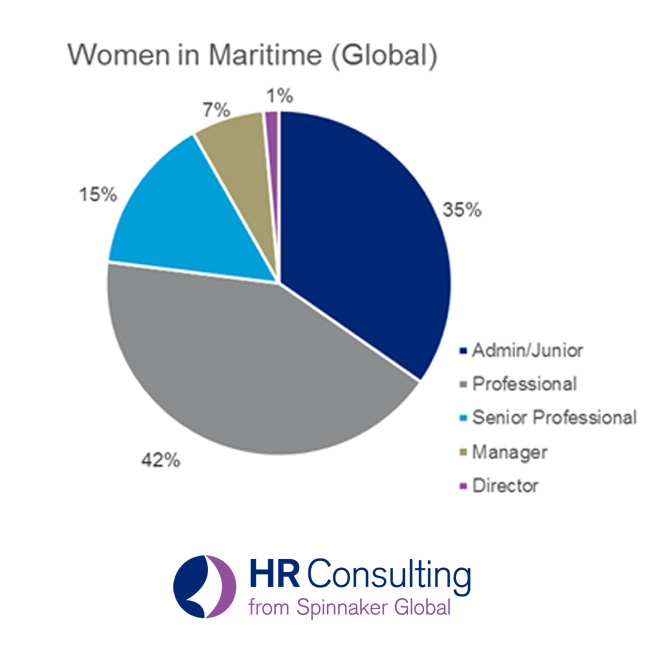 Women in Maritime (Global)
1%
7%
15%
35%
42%
Admin/Junior
Professional
Senior Professional
Manager
Director
HR Consulting
from Spinnaker Global